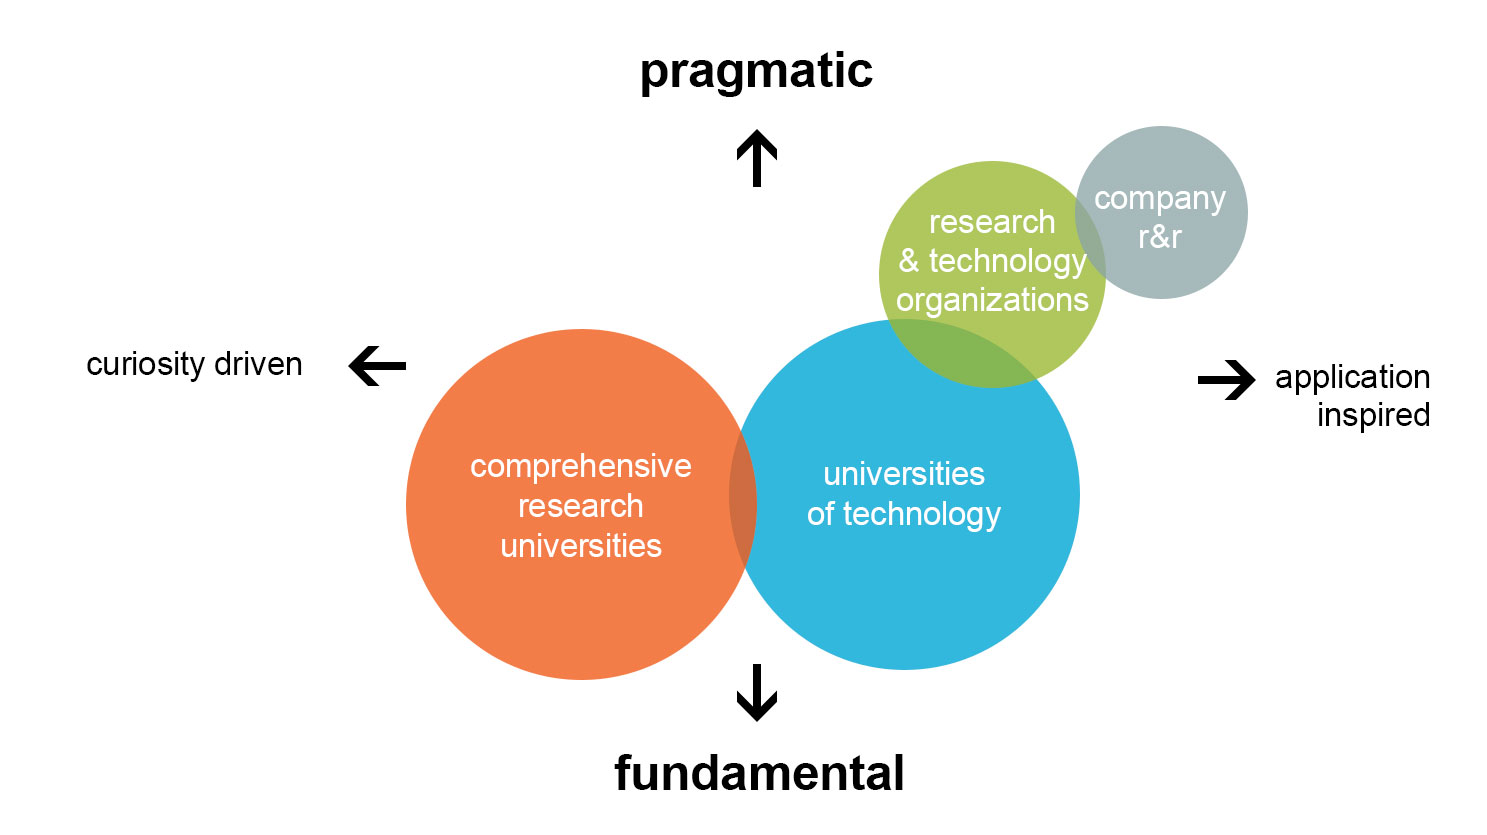 pragmatic
company
r&r
research
& technology
organizations
curiosity driven
application
inspired
comprehensive
research
universities
universities
of technology
fundamental